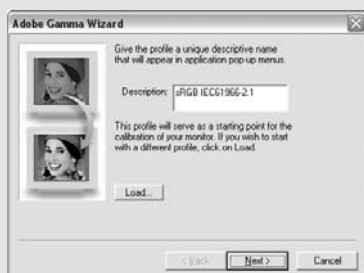 Adobe Gamma Wizard
Give the profile a unique descriptive name
that will appear in application pop-up menus.
Description: sRGB IEC61966-2.1
This profile will serve as a starting point for the
calibration of your monitor. If you wish to start
with a different profile, click on Load.
Load...
< Back Next > Cancel